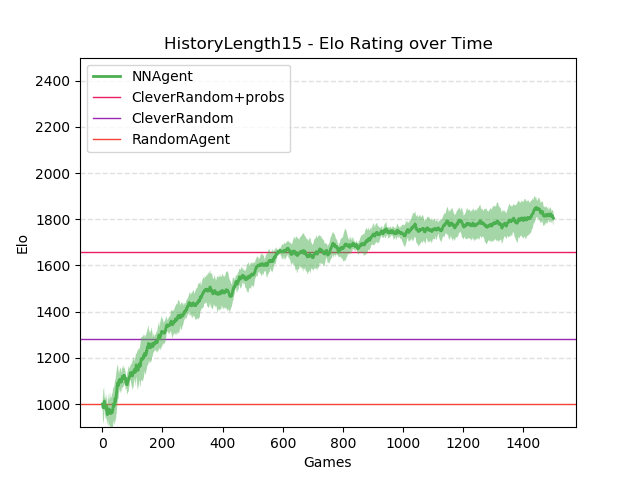 HistoryLength15 - Elo Rating over Time
NNAgent
CleverRandom+probs
CleverRandom
RandomAgent
2400
2200
2000
1800
1600
1400
1200
1000
Elo
0 200 400 600 800 1000 1200 1400
Games